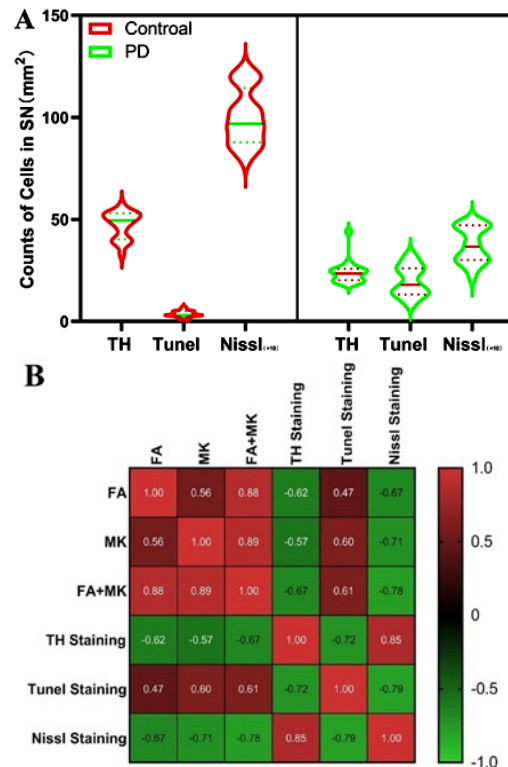 A
Controal
PD
Counts of Cells in SN(mm²)
150
100
50
0
TH Tunel Nissl(*10) TH Tunel Nissl(*10)
B
FA MK FA+MK TH Staining Tunel Staining Nissl Staining
FA 1.00 0.56 0.88 -0.62 0.47 -0.67
MK 0.56 1.00 0.89 -0.57 0.60 -0.71
FA+MK 0.88 0.89 1.00 -0.67 0.61 -0.78
TH Staining -0.62 -0.57 -0.67 1.00 -0.72 0.85
Tunel Staining 0.47 0.60 0.61 -0.72 1.00 -0.79
Nissl Staining -0.67 -0.71 -0.78 0.85 -0.79 1.00
1.0
0.5
0
-0.5
-1.0